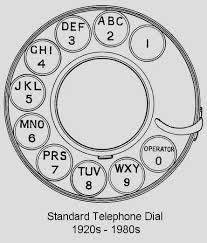 ABC
2
1
DEF
3
GHI
4
JKL
5
MNO
6
PRS
7
TUV
8
WXY
9
OPERATOR
0
Standard Telephone Dial
1920s - 1980s